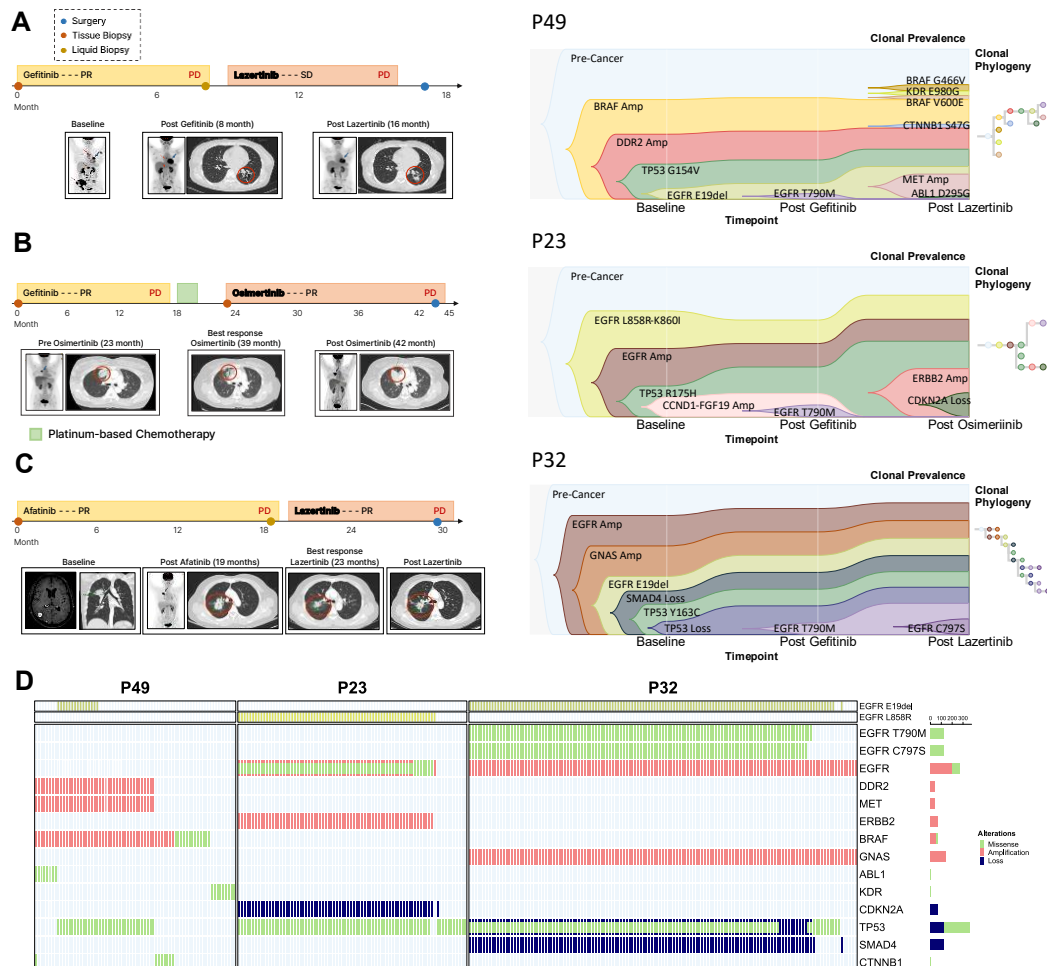 A
Surgery
Tissue Biopsy
Liquid Biopsy
Gefitinib - - - PR
PD
Lazertinib - - - SD
PD
0
6
12
18
Month
Baseline
Post Gefitinib (8 month)
Post Lazertinib (16 month)
P49
Clonal Prevalence
Clonal
Phylogeny
Pre-Cancer
BRAF Amp
DDR2 Amp
TP53 G154V
EGFR E19del
EGFR T790M
BRAF G466V
KDR E980G
BRAF V600E
CTNNB1 S47G
MET Amp
ABL1 D295G
Baseline
Post Gefitinib
Post Lazertinib
Timepoint
B
Gefitinib - - - PR
PD
Osimertinib - - - PR
PD
0
6
12
18
24
30
36
42
45
Month
Pre Osimertinib (23 month)
Best response
Osimertinib (39 month)
Post Osimertinib (42 month)
Platinum-based Chemotherapy
P23
Clonal Prevalence
Clonal
Phylogeny
Pre-Cancer
EGFR L858R-K860I
EGFR Amp
TP53 R175H
CCND1-FGF19 Amp
EGFR T790M
ERBB2 Amp
CDKN2A Loss
Baseline
Post Gefitinib
Post Osimeriinib
Timepoint
C
Afatinib - - - PR
PD
Lazertinib - - - PR
PD
0
6
12
18
24
30
Month
Baseline
Post Afatinib (19 months)
Best response
Lazertinib (23 months)
Post Lazertinib
P32
Clonal Prevalence
Clonal
Phylogeny
Pre-Cancer
EGFR Amp
GNAS Amp
EGFR E19del
SMAD4 Loss
TP53 Y163C
TP53 Loss
EGFR T790M
EGFR C797S
Baseline
Post Gefitinib
Post Lazertinib
Timepoint
D
P49
P23
P32
EGFR E19del
EGFR L858R
0 100 200 300
EGFR T790M
EGFR C797S
EGFR
DDR2
MET
ERBB2
BRAF
GNAS
ABL1
KDR
CDKN2A
TP53
SMAD4
CTNNB1
Alterations
Missense
Amplification
Loss